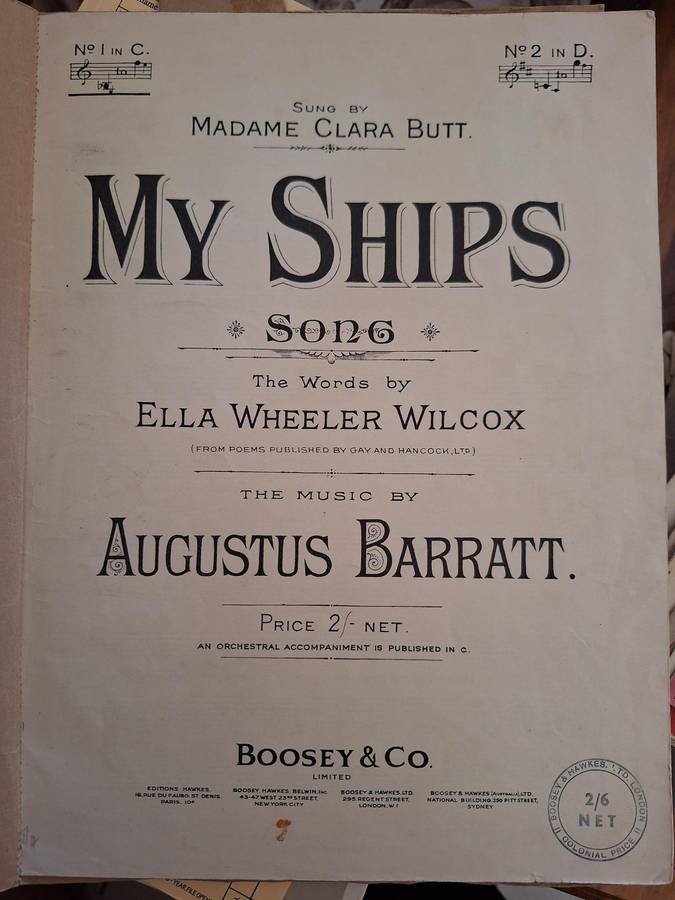 No 1 IN C.
No 2 IN D.
SUNG BY
MADAME CLARA BUTT.
MY SHIPS
SONG
The Words by
ELLA WHEELER WILCOX
(FROM POEMS PUBLISHED BY GAY AND HANCOCK, LTD)
THE MUSIC BY
AUGUSTUS BARRATT.
PRICE 2/- NET.
AN ORCHESTRAL ACCOMPANIMENT IS PUBLISHED IN C.
BOOSEY & CO.
LIMITED
EDITIONS HAWKES,
16, RUE DU FAUBG. ST DENIS,
PARIS, 10e
BOOSEY, HAWKES, BELWIN, Inc
43-47, WEST 23RD STREET,
NEW YORK CITY
BOOSEY & HAWKES, LTD.
295 REGENT STREET,
LONDON, W.1
BOOSEY & HAWKES (AUSTRALIA) LTD.
NATIONAL BUILDING, 250 PITT STREET,
SYDNEY
BOOSEY & HAWKES, LTD. LONDON
2/6
NET
COLONIAL PRICE